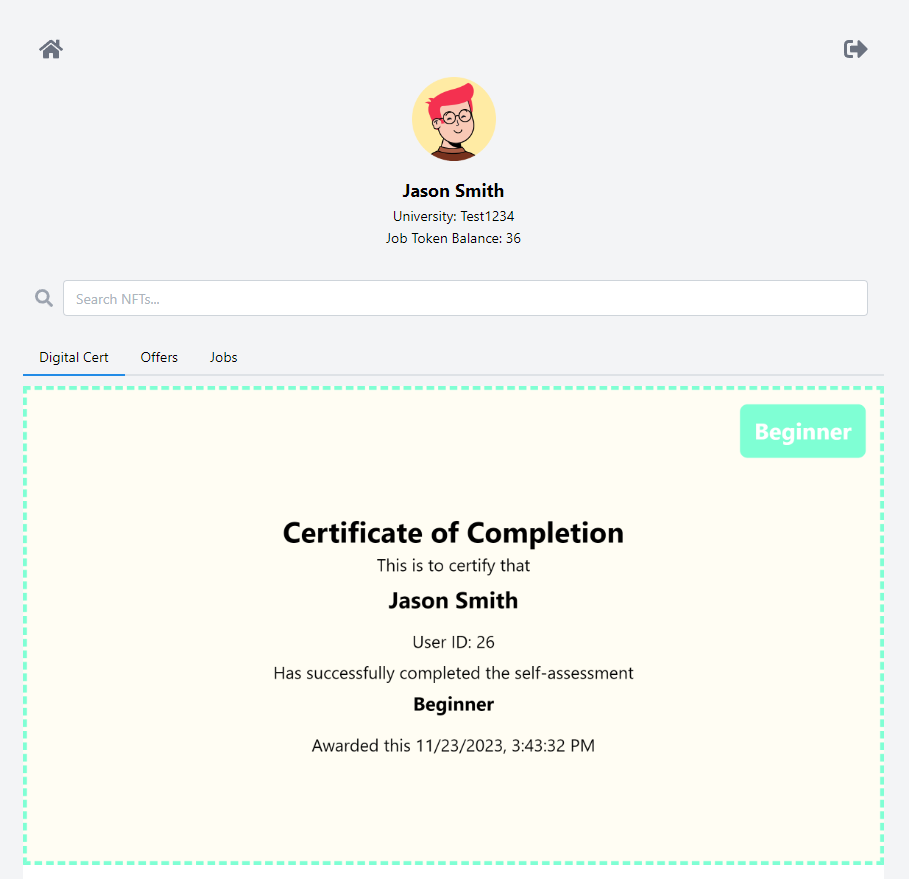 Jason Smith
University: Test1234
Job Token Balance: 36
Search NFTs...
Digital Cert Offers Jobs
Beginner
Certificate of Completion
This is to certify that
Jason Smith
User ID: 26
Has successfully completed the self-assessment
Beginner
Awarded this 11/23/2023, 3:43:32 PM